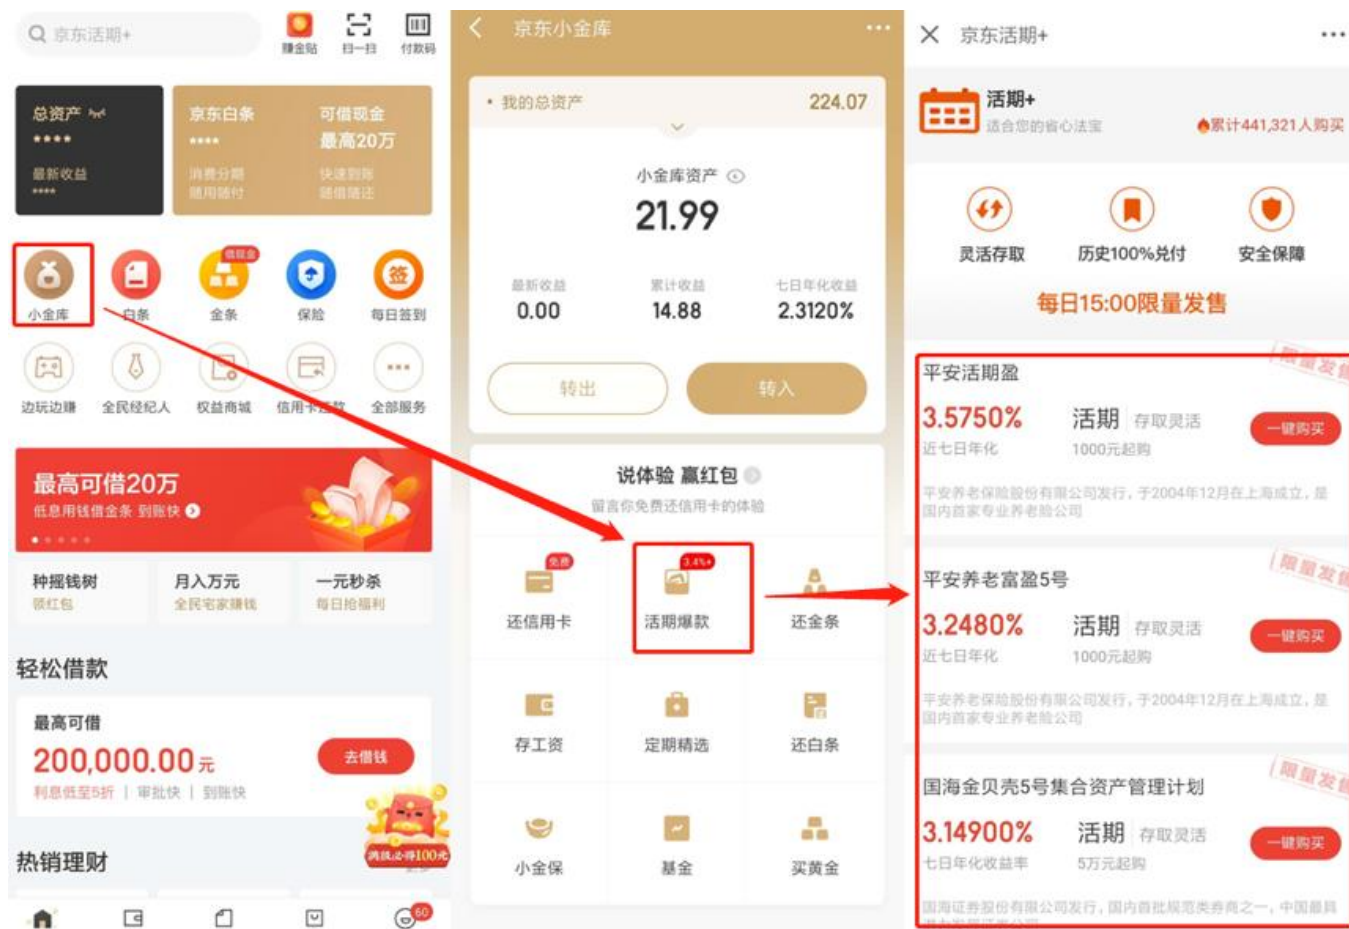 京东活期+
赚金贴
扫一扫
付款码
总资产
****
最新收益
****
京东白条
****
消费分期
随用随付
可借现金
最高20万
快速到账
随借随还
小金库
白条
借现金
金条
保险
签
每日签到
边玩边赚
全民经纪人
权益商城
信用卡还款
全部服务
最高可借20万
低息用钱借金条 到账快
种摇钱树
领红包
月入万元
全民宅家赚钱
一元秒杀
每日抢福利
轻松借款
最高可借
200,000.00元
利息低至5折 | 审批快 | 到账快
去借钱
热销理财
满级必得100元
60
京东小金库
我的总资产
224.07
小金库资产
21.99
最新收益
0.00
累计收益
14.88
七日年化收益
2.3120%
转出
转入
说体验 赢红包
留言你免费还信用卡的体验
免费
还信用卡
3.4%+
活期爆款
还金条
存工资
定期精选
还白条
小金保
基金
买黄金
京东活期+
活期+
适合您的省心法宝
累计441,321人购买
灵活存取
历史100%兑付
安全保障
每日15:00限量发售
平安活期盈
限量发售
3.5750%
近七日年化
活期 存取灵活
1000元起购
一键购买
平安养老保险股份有限公司发行，于2004年12月在上海成立，是
国内首家专业养老险公司
平安养老富盈5号
限量发售
3.2480%
近七日年化
活期 存取灵活
1000元起购
一键购买
平安养老保险股份有限公司发行，于2004年12月在上海成立，是
国内首家专业养老险公司
国海金贝壳5号集合资产管理计划
限量发售
3.14900%
七日年化收益率
活期 存取灵活
5万元起购
一键购买
国海证券股份有限公司发行，国内首批规范类券商之一，中国最具